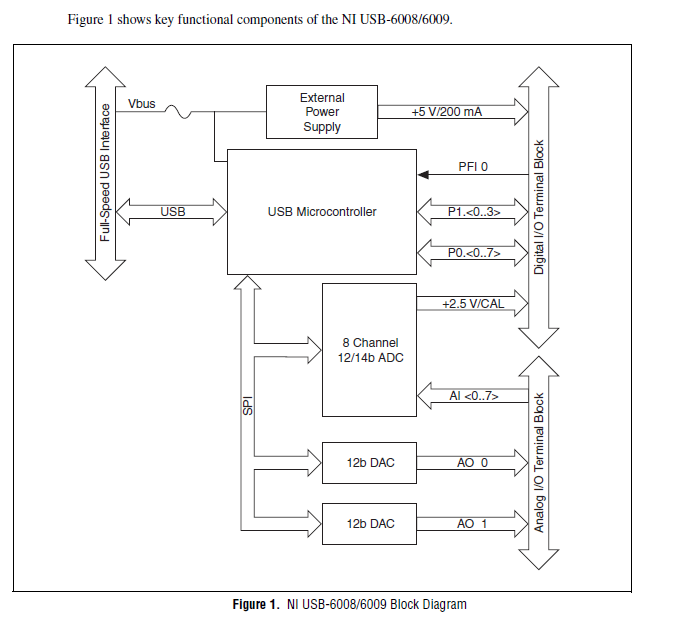 Figure 1 shows key functional components of the NI USB-6008/6009.
Full-Speed USB Interface
Vbus
External
Power
Supply
+5 V/200 mA
Digital I/O Terminal Block
PFI 0
USB
USB Microcontroller
P1.<0..3>
P0.<0..7>
+2.5 V/CAL
8 Channel
12/14b ADC
SPI
AI <0..7>
Analog I/O Terminal Block
12b DAC
AO 0
12b DAC
AO 1
Figure 1. NI USB-6008/6009 Block Diagram